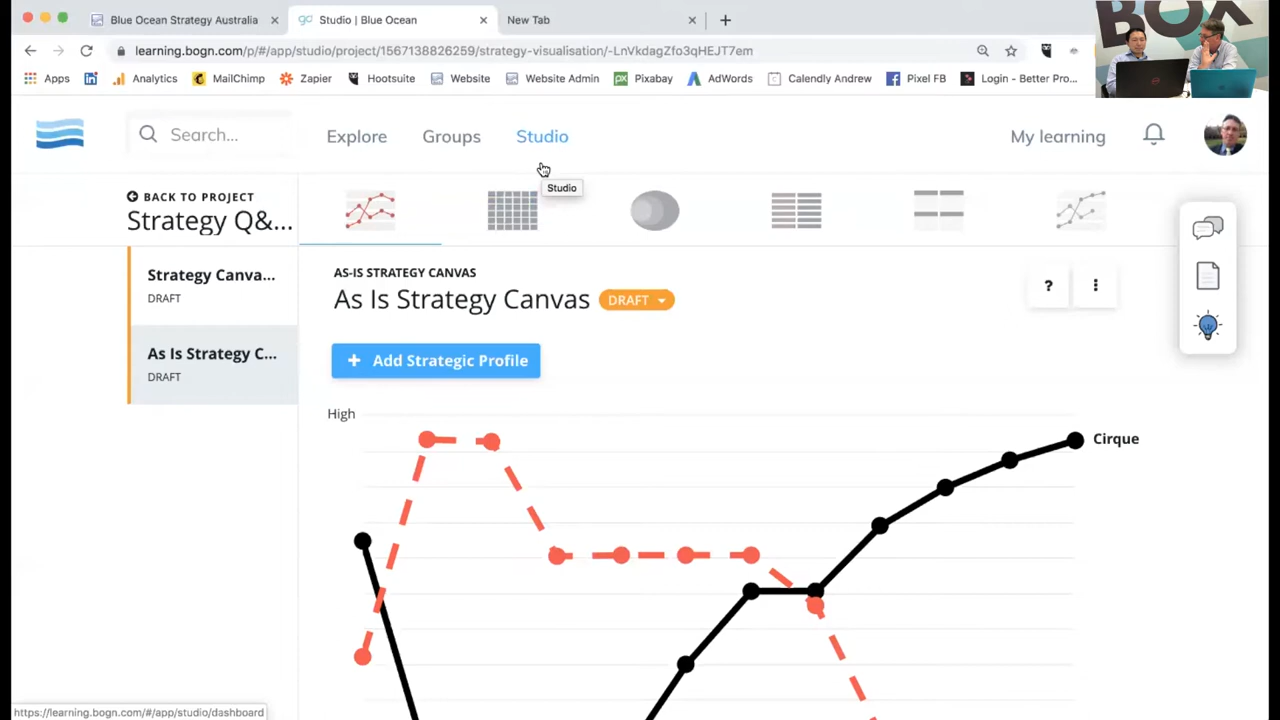 Blue Ocean Strategy Australia
Studio | Blue Ocean
New Tab
learning.bogn.com/p/#/app/studio/project/1567138826259/strategy-visualisation/-LnVkdagZfo3qHEJT7em
Apps
Analytics
MailChimp
Zapier
Hootsuite
Website
Website Admin
Pixabay
AdWords
Calendly Andrew
Pixel FB
Login - Better Pro...
BOX
Search...
Explore
Groups
Studio
My learning
Studio
BACK TO PROJECT
Strategy Q&...
Strategy Canva...
DRAFT
As Is Strategy C...
DRAFT
AS-IS STRATEGY CANVAS
As Is Strategy Canvas DRAFT
?
+ Add Strategic Profile
High
Cirque
https://learning.bogn.com/#/app/studio/dashboard